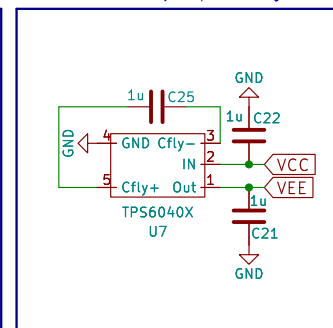 GND
1u C25
1u C22
GND 4 GND Cfly- 3
IN 2 VCC
5 Cfly+ Out 1 VEE
1u
TPS6040X
U7
C21
GND